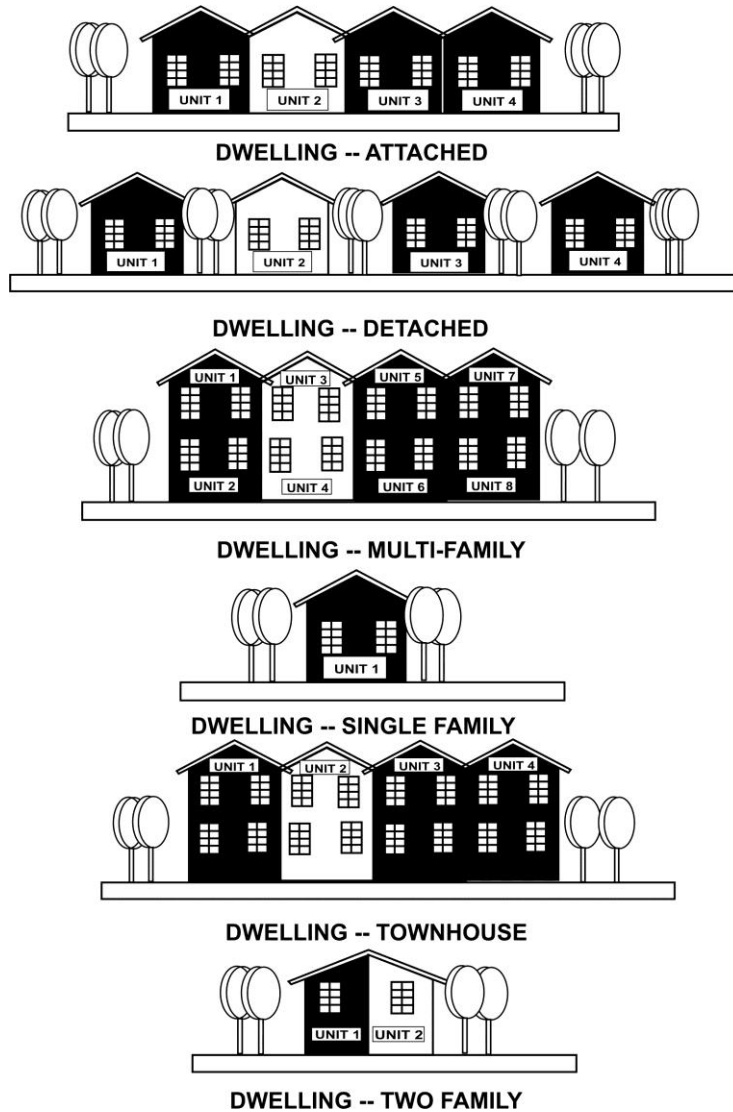 UNIT 1 UNIT 2 UNIT 3 UNIT 4
DWELLING -- ATTACHED
UNIT 1 UNIT 2 UNIT 3 UNIT 4
DWELLING -- DETACHED
UNIT 1 UNIT 3 UNIT 5 UNIT 7
UNIT 2 UNIT 4 UNIT 6 UNIT 8
DWELLING -- MULTI-FAMILY
UNIT 1
DWELLING -- SINGLE FAMILY
UNIT 1 UNIT 2 UNIT 3 UNIT 4
DWELLING -- TOWNHOUSE
UNIT 1 UNIT 2
DWELLING -- TWO FAMILY